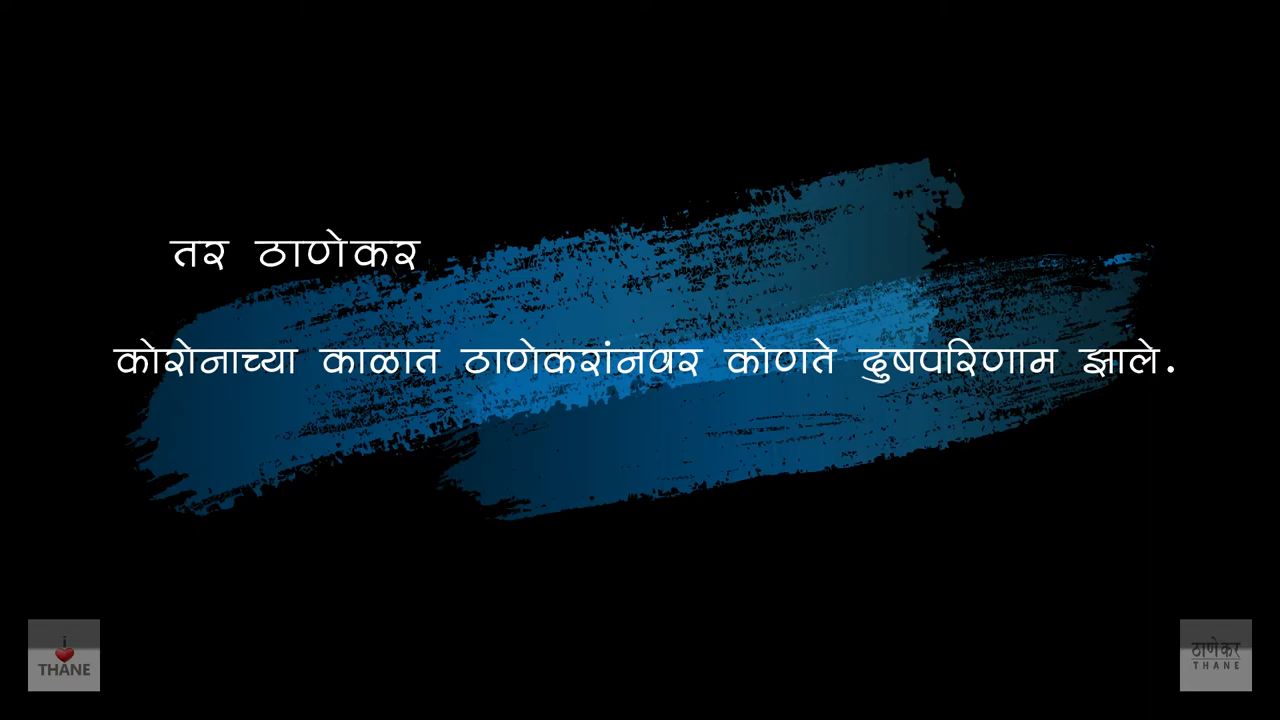 तर ठाणेकर
कोरोनाच्या काळात ठाणेकरांनवर कोणते दुषपरिणाम झाले.
i
THANE
ठाणेकर
THANE